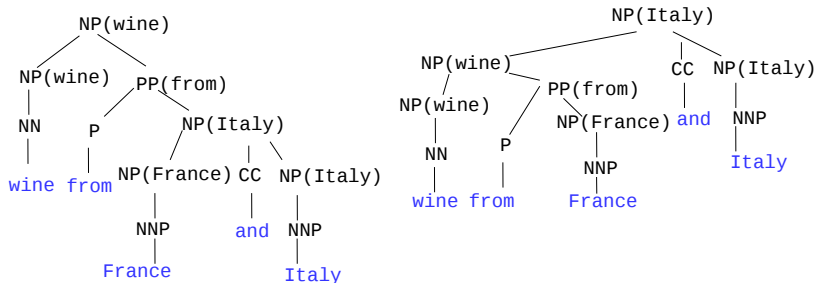 NP(wine)
NP(wine) PP(from)
NN P NP(Italy)
wine from NP(France) CC NP(Italy)
NNP and NNP
France Italy
NP(Italy)
NP(wine) CC NP(Italy)
NP(wine) PP(from) and NNP
NN P NP(France) Italy
NNP
wine from France